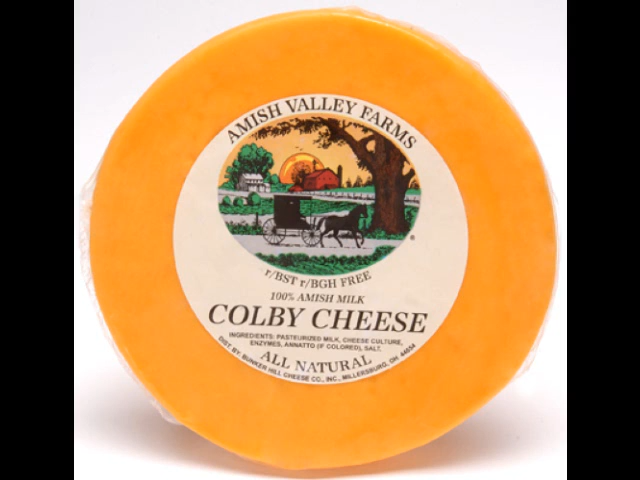 AMISH VALLEY FARMS
®
r/BST r/BGH FREE
100% AMISH MILK
COLBY CHEESE
INGREDIENTS: PASTEURIZED MILK, CHEESE CULTURE,
ENZYMES, ANNATTO (IF COLORED), SALT.
ALL NATURAL
DIST. BY: BUNKER HILL CHEESE CO., INC., MILLERSBURG, OH 44654